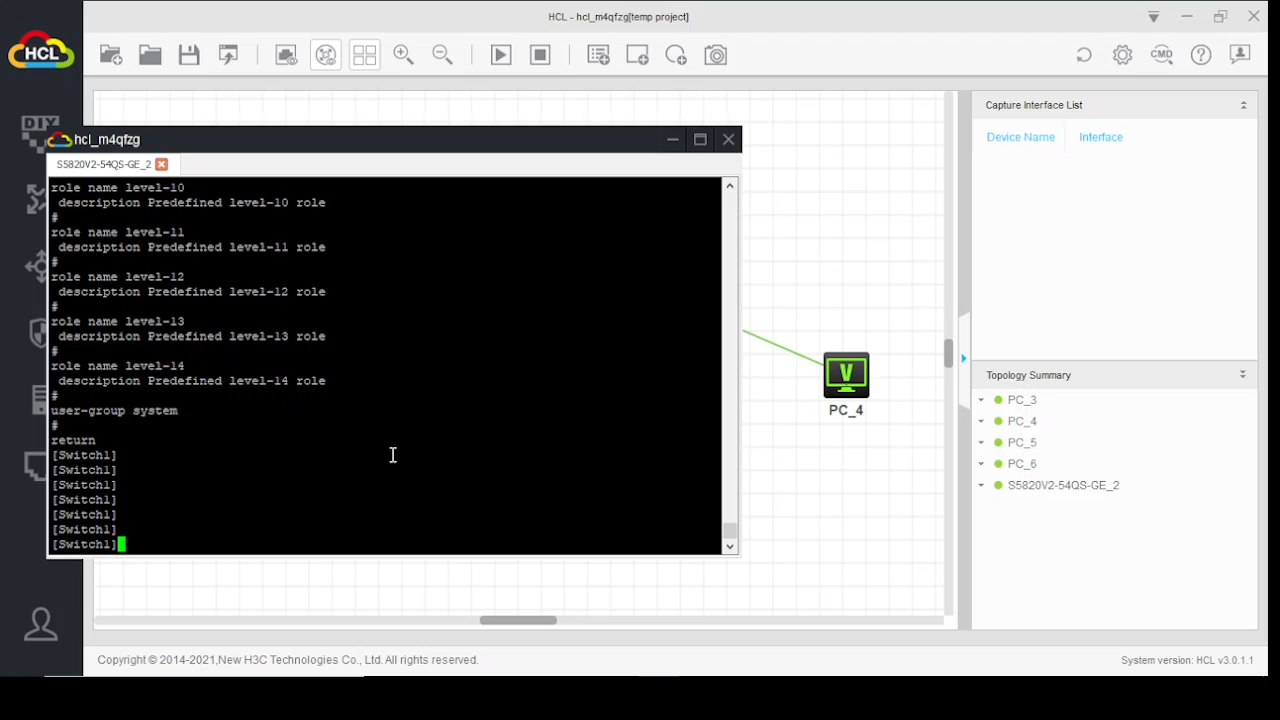 HCL - hcl_m4qfzg[temp project]
HCL
CMD
DIY
hcl_m4qfzg
S5820V2-54QS-GE_2
role name level-10
description Predefined level-10 role
#
role name level-11
description Predefined level-11 role
#
role name level-12
description Predefined level-12 role
#
role name level-13
description Predefined level-13 role
#
role name level-14
description Predefined level-14 role
#
user-group system
#
return
[Switch1]
[Switch1]
[Switch1]
[Switch1]
[Switch1]
[Switch1]
[Switch1]
V
PC_4
Capture Interface List
Device Name Interface
Topology Summary
PC_3
PC_4
PC_5
PC_6
S5820V2-54QS-GE_2
Copyright © 2014-2021,New H3C Technologies Co., Ltd. All rights reserved.
System version: HCL v3.0.1.1